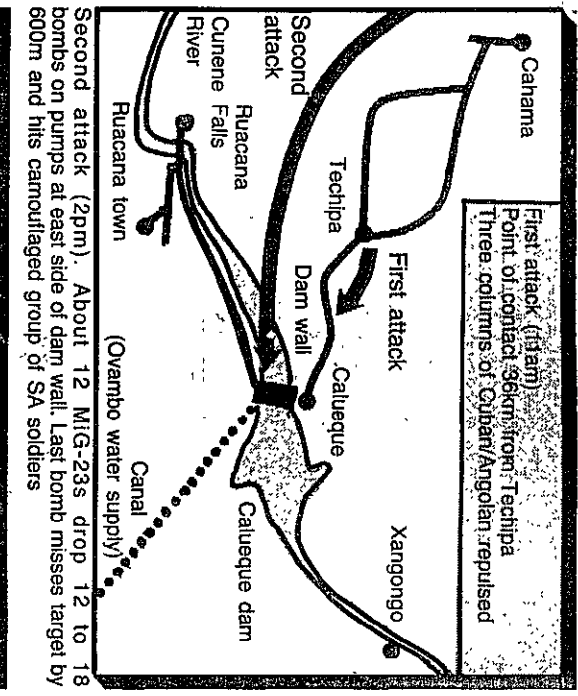 First attack (11am)
Point of contact 36km from Techipa
Three columns of Cuban/Angolan repulsed
Cahama
Techipa
First attack
Xangongo
Calueque
Dam wall
Second
attack
Calueque dam
Ruacana
Falls
Cunene
River
Ruacana town
Canal
(Ovambo water supply)
Second attack (2pm). About 12 MiG-23s drop 12 to 18
bombs on pumps at east side of dam wall. Last bomb misses target by
600m and hits camouflaged group of SA soldiers